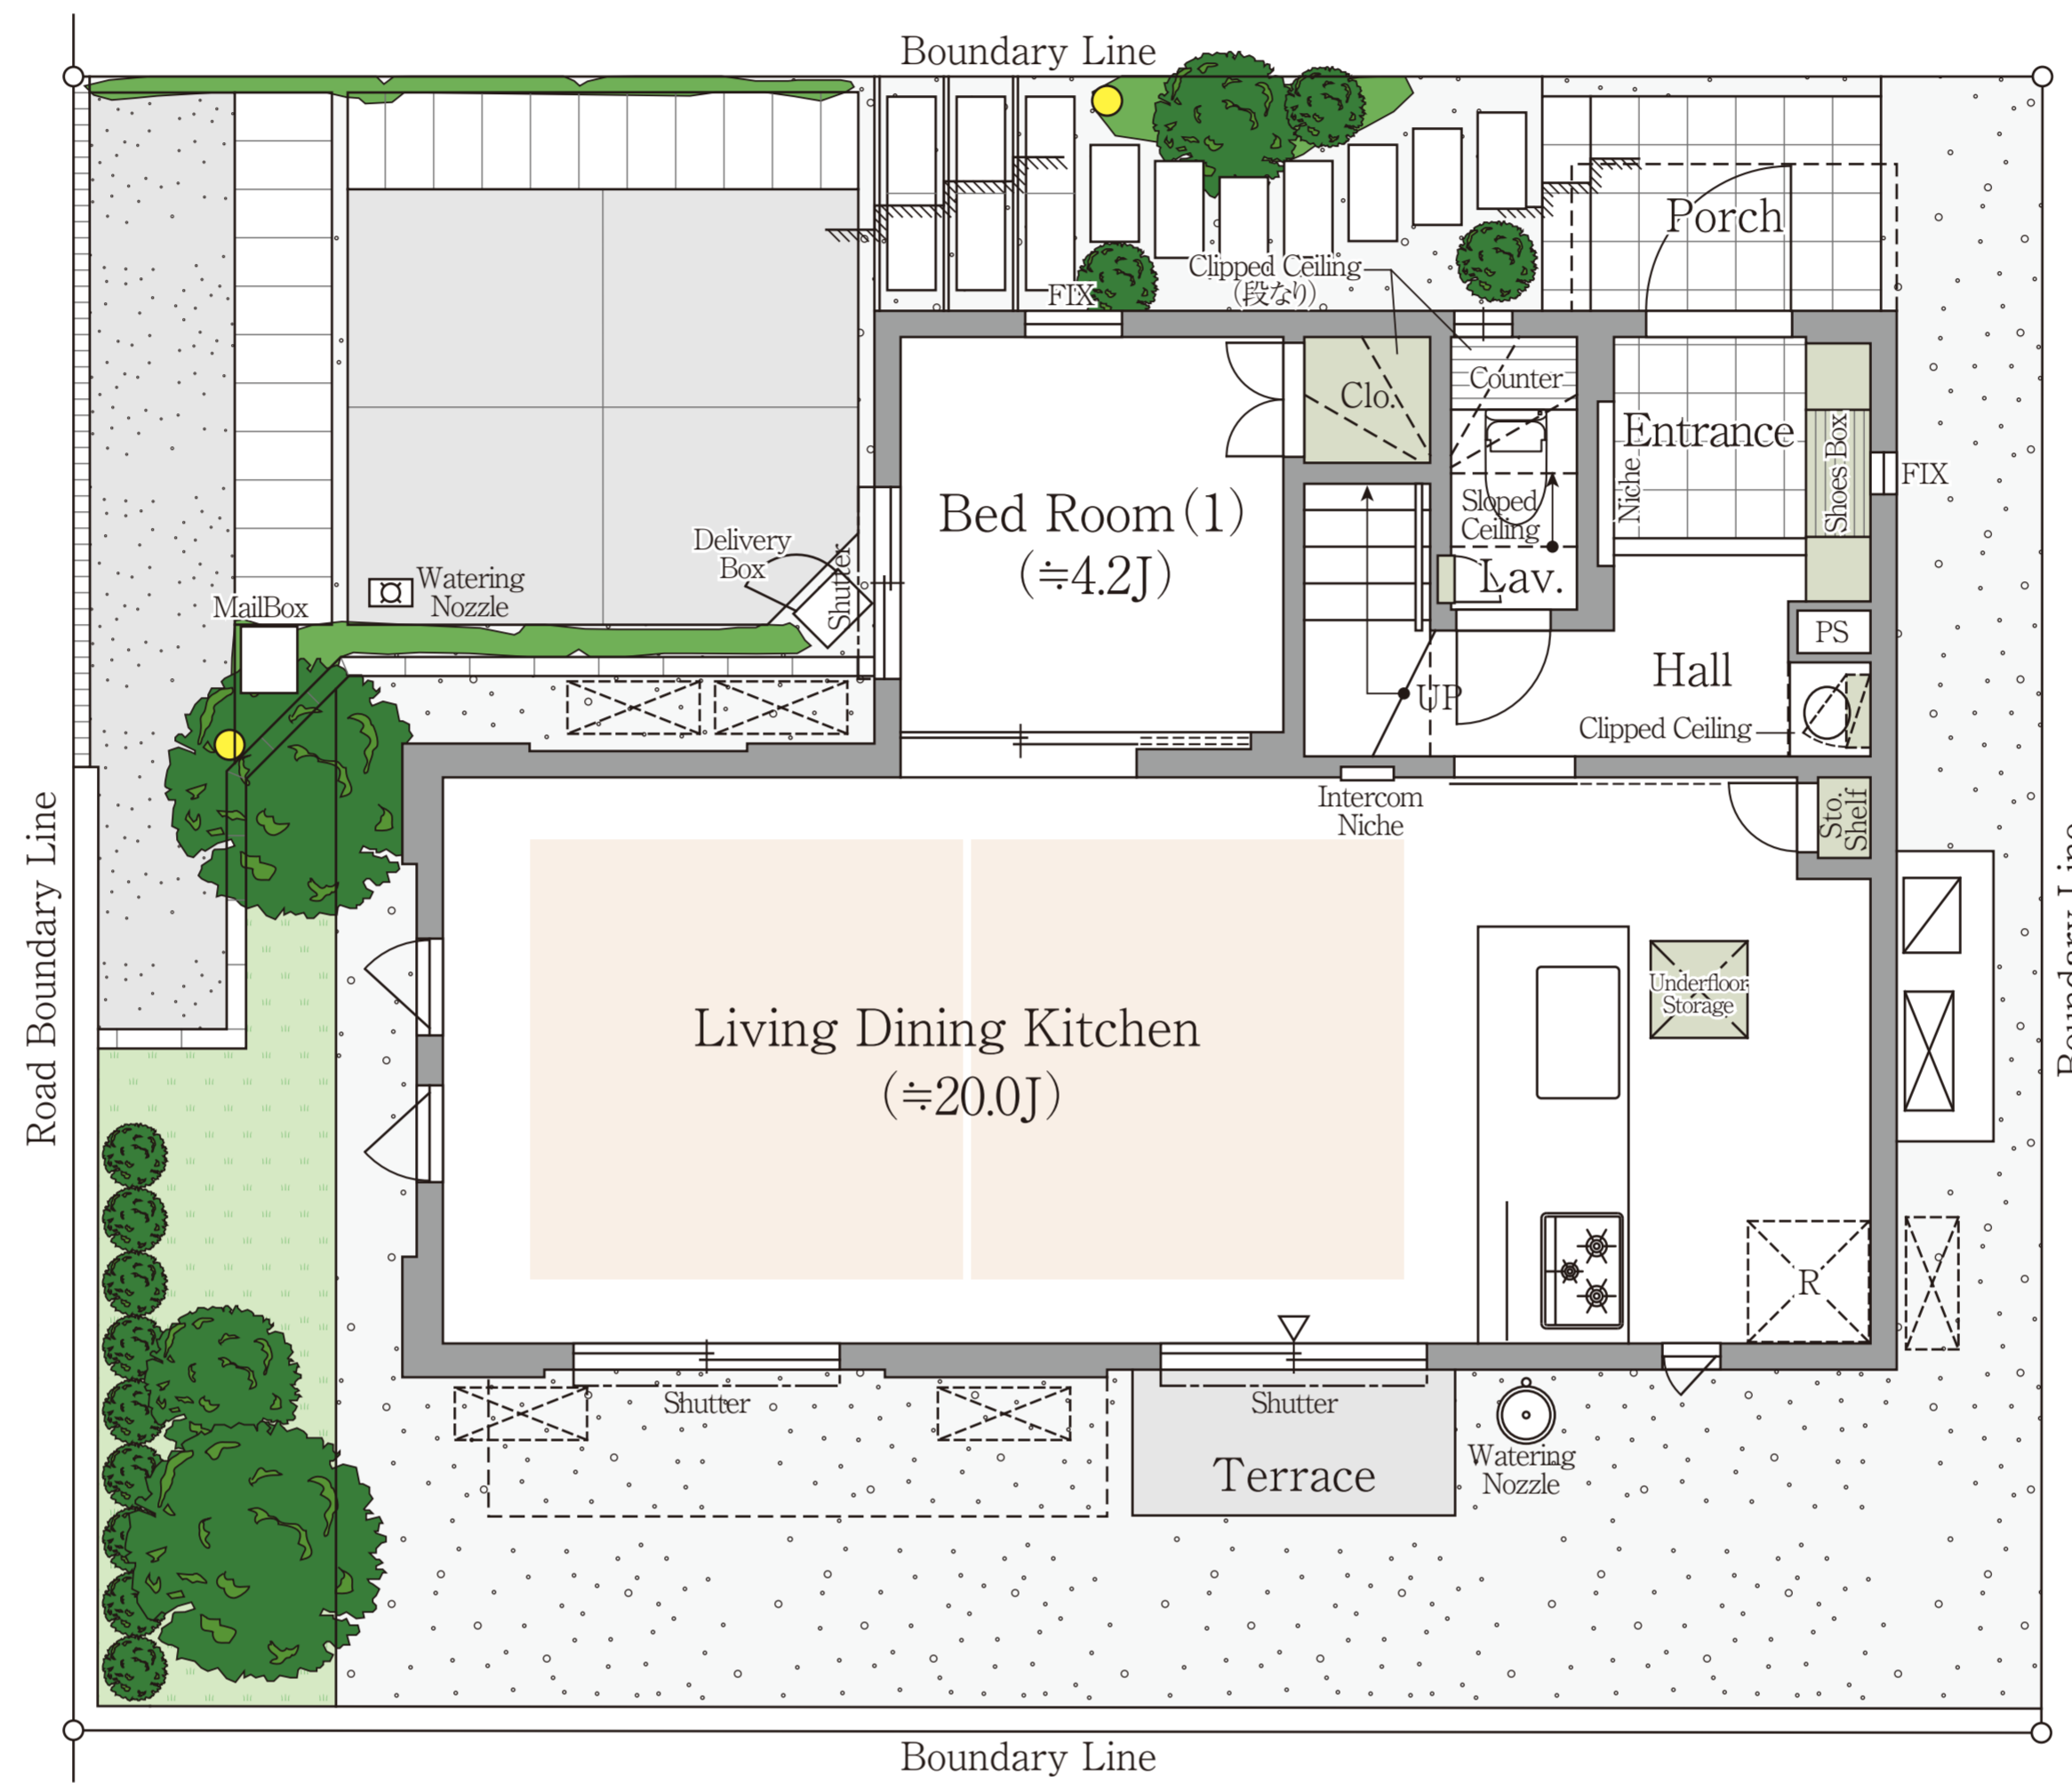 Boundary Line
Porch
Clipped Ceiling
(段なり)
FIX
Clo.
Counter
Entrance
Niche
Shoes Box
FIX
Bed Room(1)
(≒4.2J)
Sloped
Ceiling
Lav.
Delivery
Box
Shutter
Watering
Nozzle
MailBox
PS
Hall
UP
Clipped Ceiling
Intercom
Niche
Sto.
Shelf
Road Boundary Line
Boundary Line
Underfloor
Storage
Living Dining Kitchen
(≒20.0J)
R
Shutter
Shutter
Terrace
Watering
Nozzle
Boundary Line